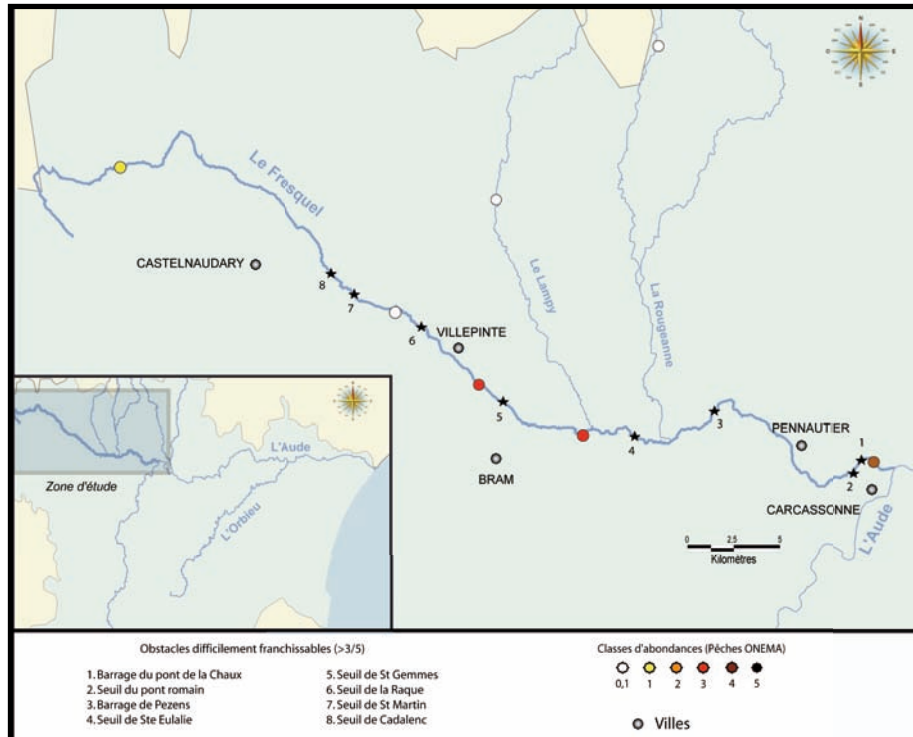 Le Fresquel
CASTELNAUDARY
8
7
6
VILLEPINTE
Le Lampy
La Rougeanne
5
BRAM
4
3
PENNAUTIER
1
2
CARCASSONNE
L'Aude
0 2.5 5
Kilomètres
L'Aude
Zone d'étude
L'Orbieu
Obstacles difficilement franchissables (>3/5)
1. Barrage du pont de la Chaux
2. Seuil du pont romain
3. Barrage de Pezens
4. Seuil de Ste Eulalie
5. Seuil de St Gemmes
6. Seuil de la Raque
7. Seuil de St Martin
8. Seuil de Cadalenc
Classes d'abondances (Pêches ONEMA)
0,1 1 2 3 4 5
Villes